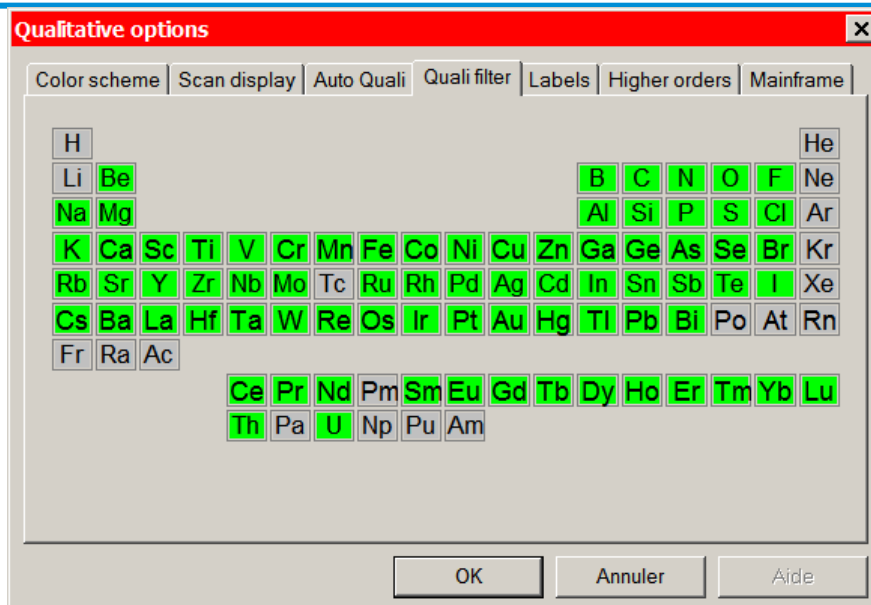 Qualitative options
Color scheme Scan display Auto Quali Quali filter Labels Higher orders Mainframe
H He
Li Be B C N O F Ne
Na Mg Al Si P S Cl Ar
K Ca Sc Ti V Cr Mn Fe Co Ni Cu Zn Ga Ge As Se Br Kr
Rb Sr Y Zr Nb Mo Tc Ru Rh Pd Ag Cd In Sn Sb Te I Xe
Cs Ba La Hf Ta W Re Os Ir Pt Au Hg Tl Pb Bi Po At Rn
Fr Ra Ac
Ce Pr Nd Pm Sm Eu Gd Tb Dy Ho Er Tm Yb Lu
Th Pa U Np Pu Am
OK Annuler Aide